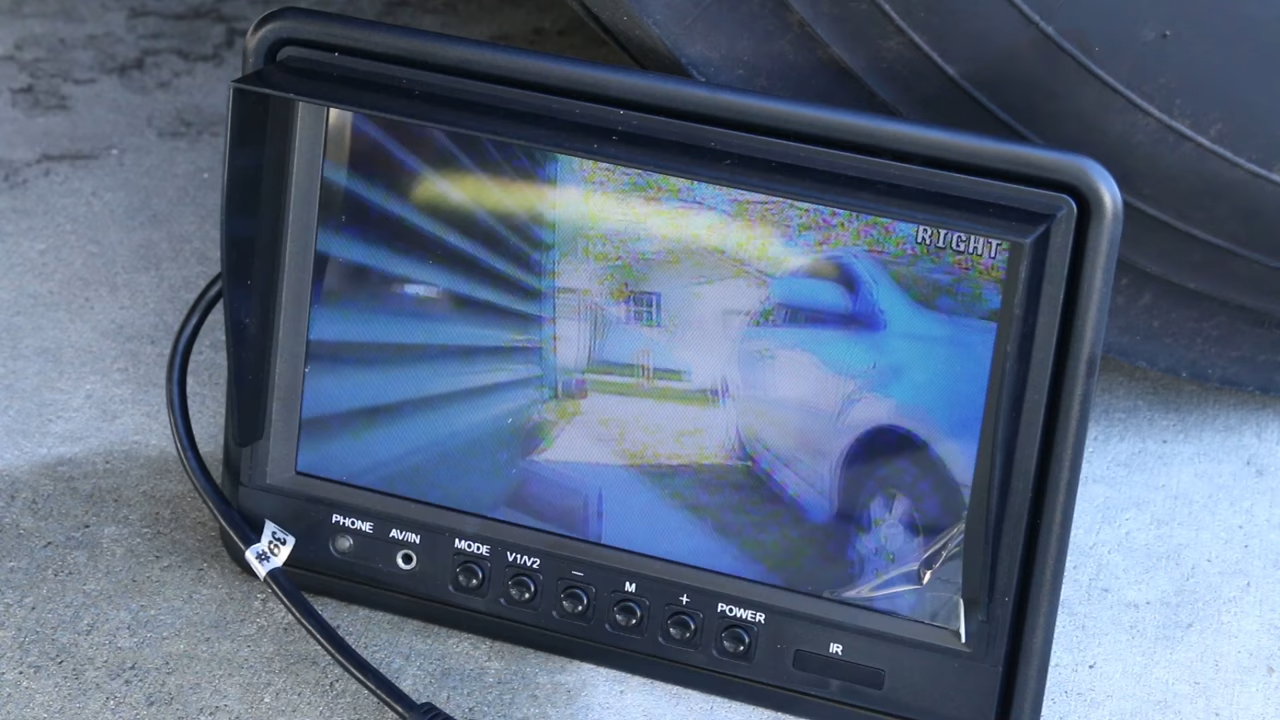 RIGHT
PHONE
AV/IN
MODE
V1/V2
–
M
+
POWER
IR
39#